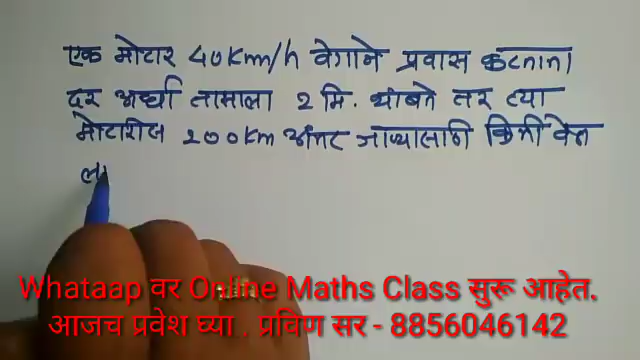 एक मोटार 40Km/h वेगाने प्रवास करताना
दर अर्ध्या तासाला 2 मि. थांबते तर त्या
मोटारीस 200km अंतर जाण्यासाठी किती वेळ
ला
Whataap वर Online Maths Class सुरू आहेत.
आजच प्रवेश घ्या . प्रविण सर - 8856046142